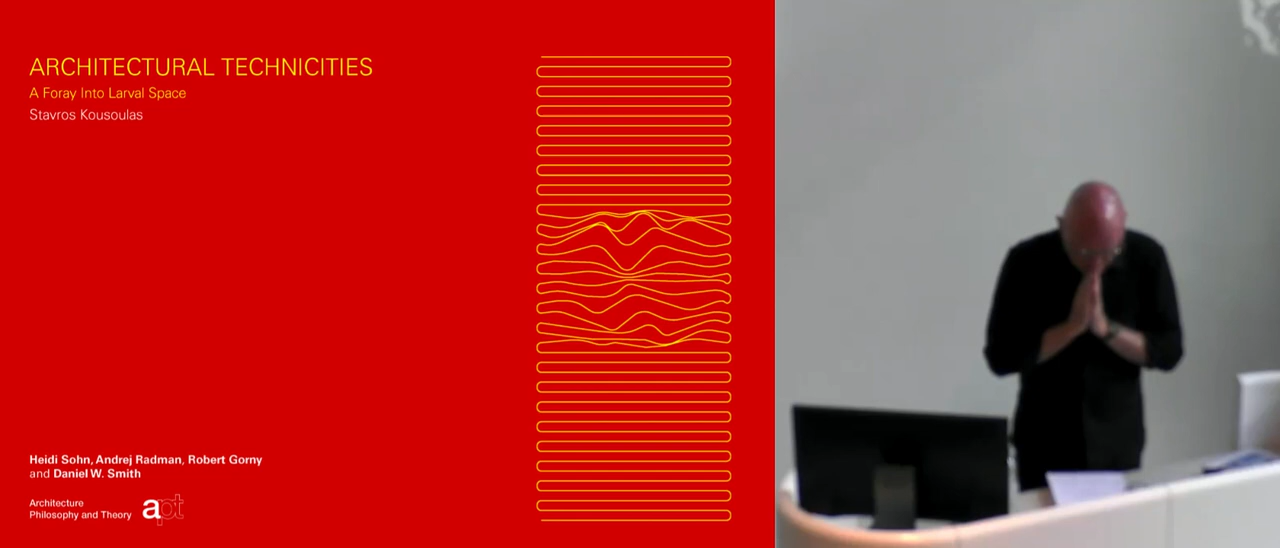 ARCHITECTURAL TECHNICITIES
A Foray Into Larval Space
Stavros Kousoulas
Heidi Sohn, Andrej Radman, Robert Gorny
and Daniel W. Smith
Architecture
Philosophy and Theory
apt